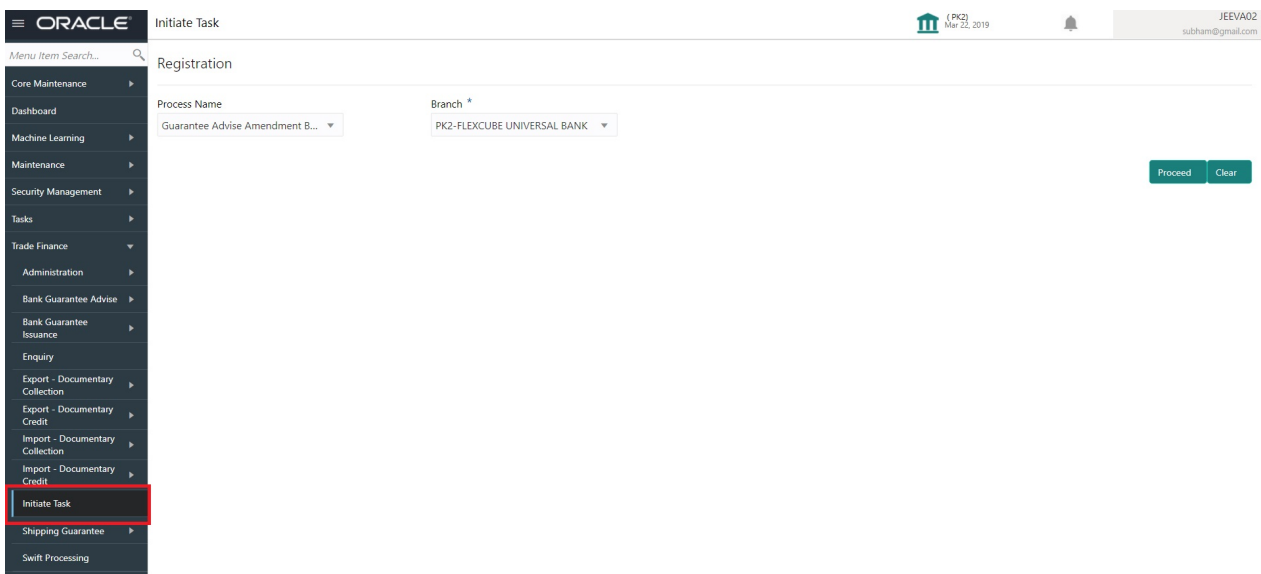 ORACLE
Initiate Task
( PK2)
Mar 22, 2019
JEEVA02
subham@gmail.com
Menu Item Search...
Registration
Core Maintenance
Dashboard
Machine Learning
Maintenance
Security Management
Tasks
Trade Finance
Administration
Bank Guarantee Advise
Bank Guarantee
Issuance
Enquiry
Export - Documentary
Collection
Export - Documentary
Credit
Import - Documentary
Collection
Import - Documentary
Credit
Initiate Task
Shipping Guarantee
Swift Processing
Process Name
Branch *
Guarantee Advise Amendment B...
PK2-FLEXCUBE UNIVERSAL BANK
Proceed
Clear